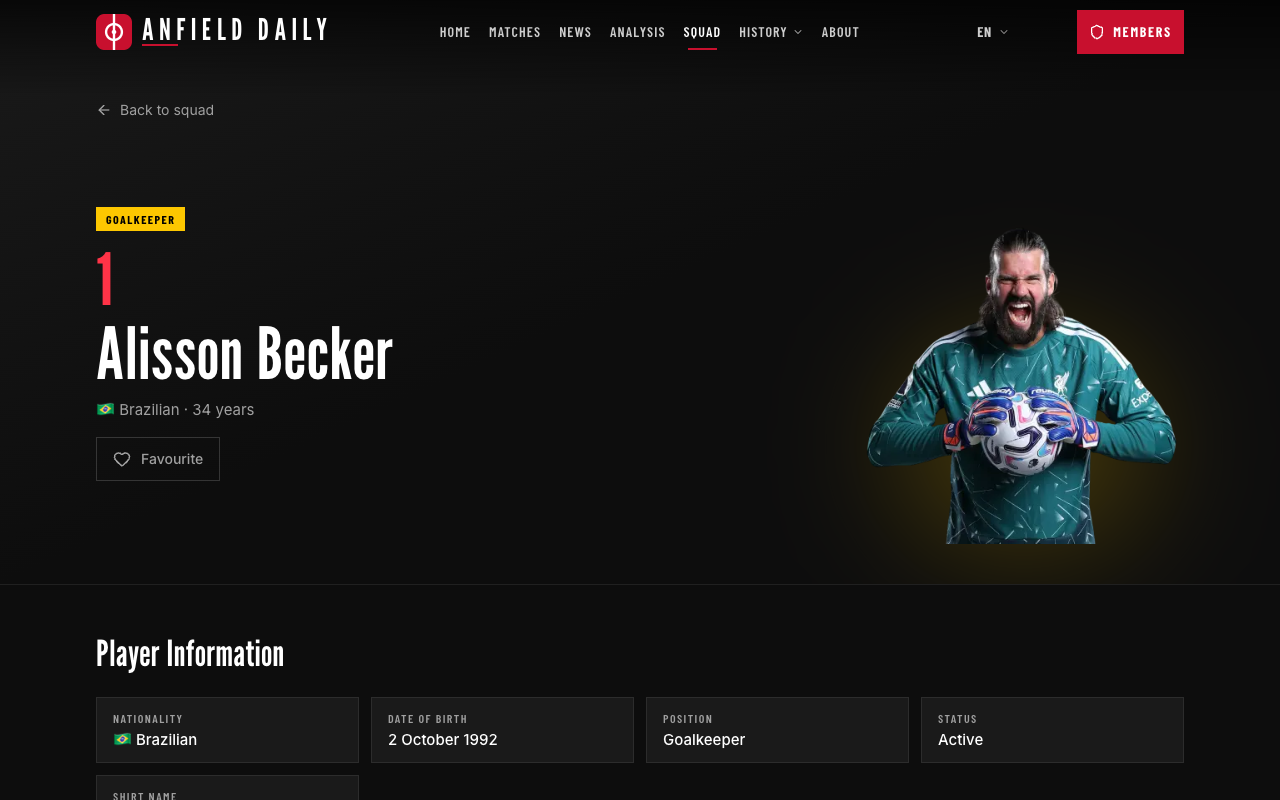 ANFIELD DAILY
HOME MATCHES NEWS ANALYSIS SQUAD HISTORY ABOUT
EN
MEMBERS
Back to squad
GOALKEEPER
1
Alisson Becker
🇧🇷 Brazilian · 34 years
Favourite
Player Information
NATIONALITY
🇧🇷 Brazilian
DATE OF BIRTH
2 October 1992
POSITION
Goalkeeper
STATUS
Active
SHIRT NAME